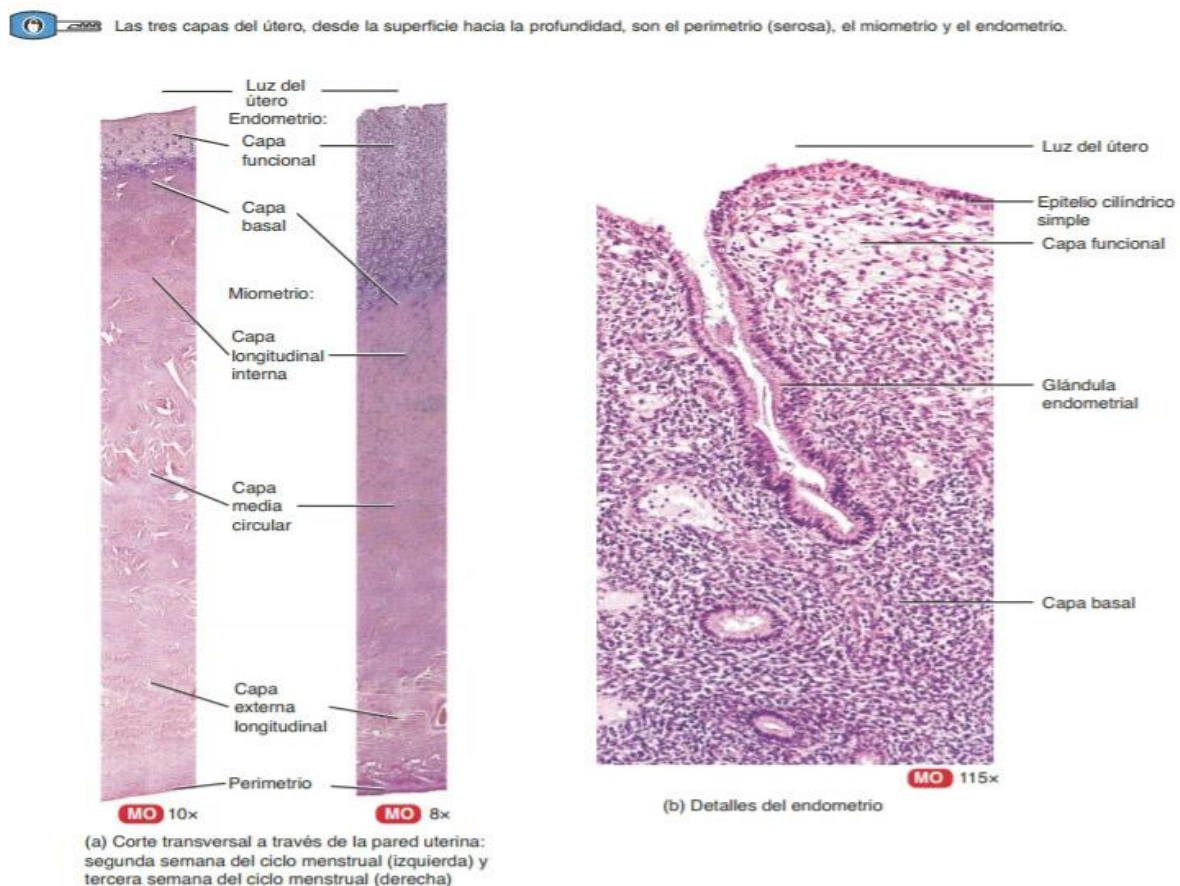 Las tres capas del útero, desde la superficie hacia la profundidad, son el perimetrio (serosa), el miometrio y el endometrio.
Luz del
útero
Endometrio:
Capa
funcional
Capa
basal
Miometrio:
Capa
longitudinal
interna
Capa
media
circular
Capa
externa
longitudinal
Perimetrio
MO 10×
MO 8×
(a) Corte transversal a través de la pared uterina:
segunda semana del ciclo menstrual (izquierda) y
tercera semana del ciclo menstrual (derecha)
Luz del útero
Epitelio cilíndrico
simple
Capa funcional
Glándula
endometrial
Capa basal
MO 115×
(b) Detalles del endometrio